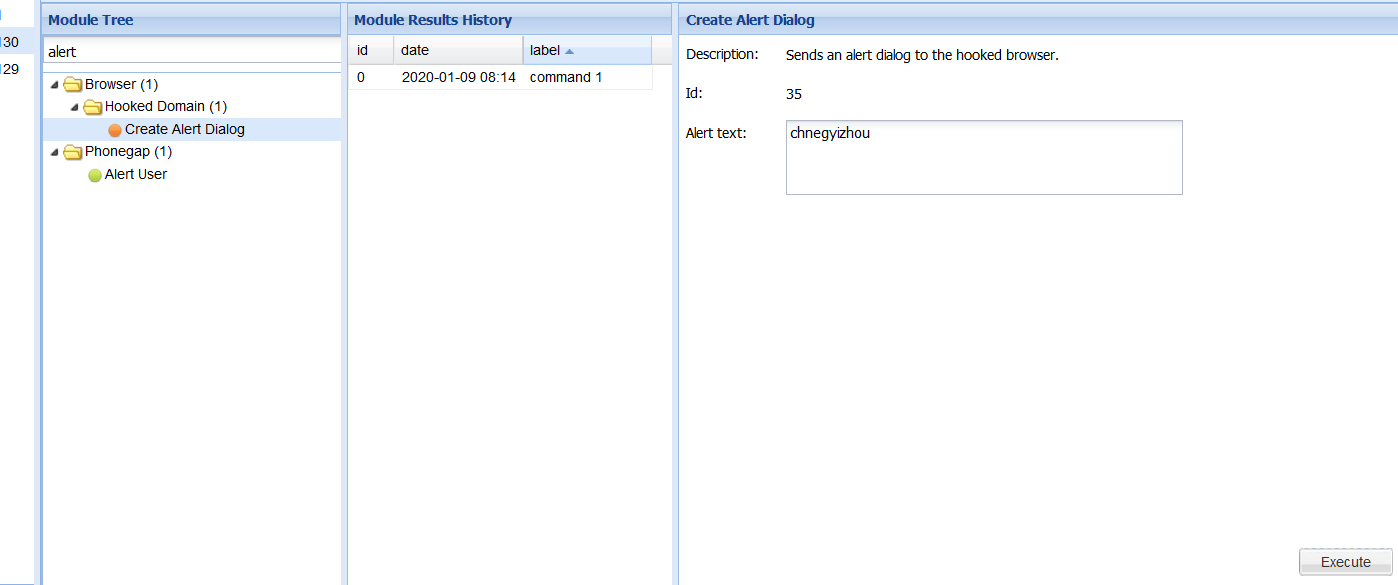 130
129
Module Tree
alert
Browser (1)
Hooked Domain (1)
Create Alert Dialog
Phonegap (1)
Alert User
Module Results History
id date label
0 2020-01-09 08:14 command 1
Create Alert Dialog
Description: Sends an alert dialog to the hooked browser.
Id: 35
Alert text: chnegyizhou
Execute